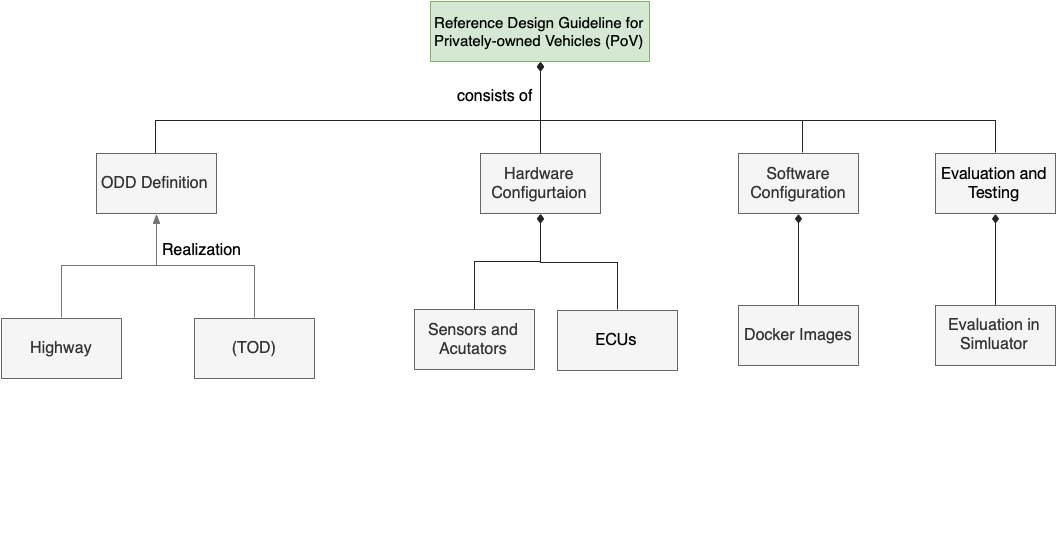 Reference Design Guideline for
Privately-owned Vehicles (PoV)
consists of
ODD Definition
Hardware
Configurtaion
Software
Configuration
Evaluation and
Testing
Realization
Highway
(TOD)
Sensors and
Acutators
ECUs
Docker Images
Evaluation in
Simluator